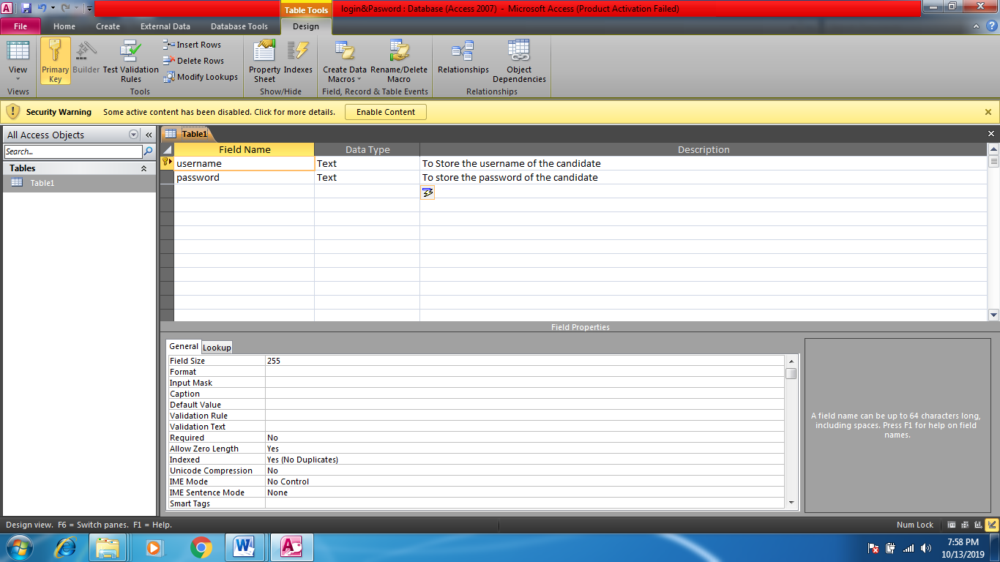 Table Tools
login&Pasword : Database (Access 2007) - Microsoft Access (Product Activation Failed)
File Home Create External Data Database Tools Design
View
Primary Key
Builder
Test Validation Rules
Insert Rows
Delete Rows
Modify Lookups
Property Sheet
Indexes
Create Data Macros
Rename/Delete Macro
Relationships
Object Dependencies
Views Tools Show/Hide Field, Record & Table Events Relationships
Security Warning Some active content has been disabled. Click for more details. Enable Content
All Access Objects
Search...
Tables
Table1
Table1
Field Name Data Type Description
username Text To Store the username of the candidate
password Text To store the password of the candidate
Field Properties
General Lookup
Field Size 255
Format
Input Mask
Caption
Default Value
Validation Rule
Validation Text
Required No
Allow Zero Length Yes
Indexed Yes (No Duplicates)
Unicode Compression No
IME Mode No Control
IME Sentence Mode None
Smart Tags
A field name can be up to 64 characters long,
including spaces. Press F1 for help on field
names.
Design view. F6 = Switch panes. F1 = Help.
Num Lock
7:58 PM
10/13/2019